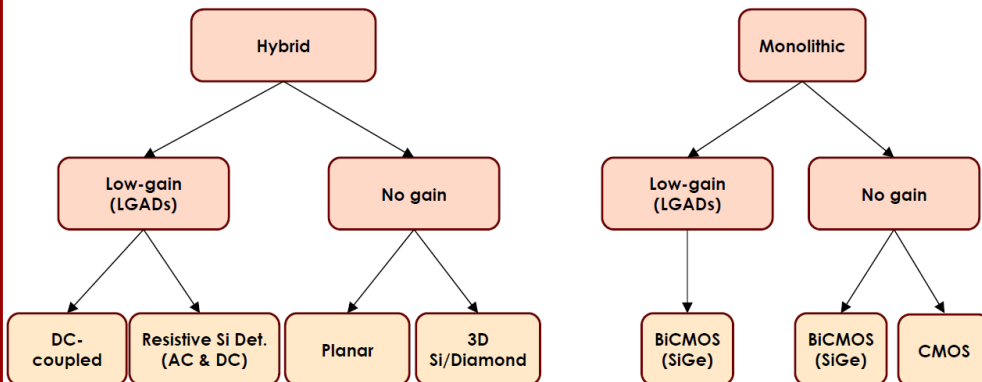 Hybrid
Monolithic
Low-gain
(LGADs)
No gain
Low-gain
(LGADs)
No gain
DC-
coupled
Resistive Si Det.
(AC & DC)
Planar
3D
Si/Diamond
BiCMOS
(SiGe)
BiCMOS
(SiGe)
CMOS